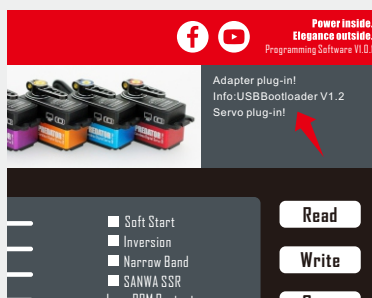 Power inside.
Elegance outside.
Programming Software V1.0.
Adapter plug-in!
Info:USBBootloader V1.2
Servo plug-in!
PREDATOR
Soft Start
Inversion
Narrow Band
SANWA SSR
Read
Write